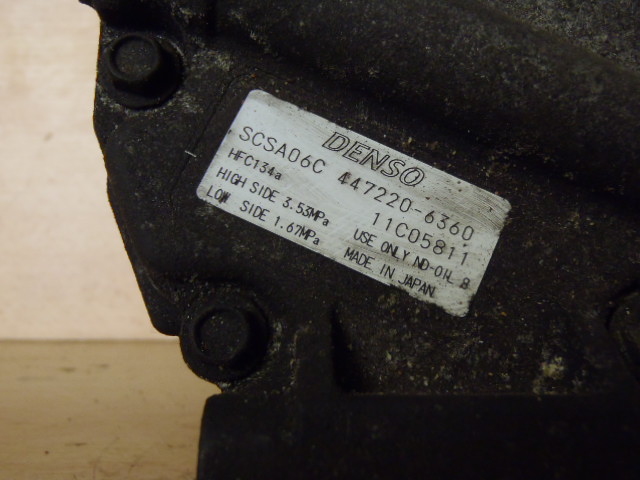 DENSO
SCSA06C 447220-6360
HFC134a 11C05811
HIGH SIDE 3.53MPa USE ONLY ND-OIL 8
LOW SIDE 1.67MPa MADE IN JAPAN